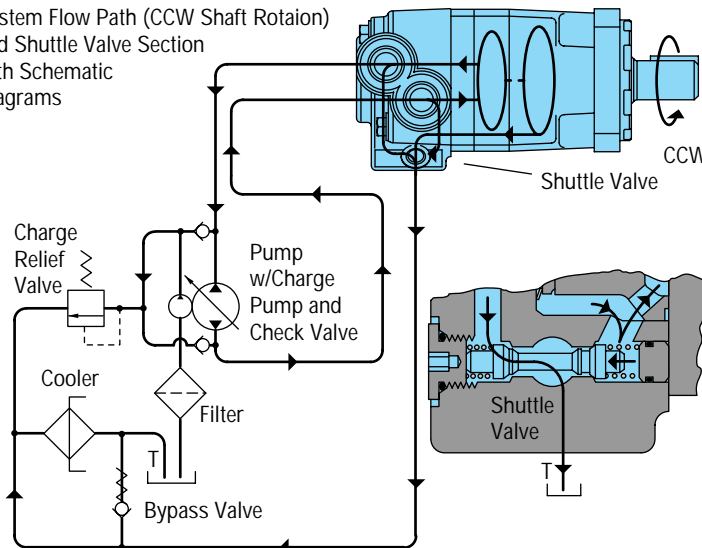 stem Flow Path (CCW Shaft Rotaion)
d Shuttle Valve Section
th Schematic
agrams
CCW
Shuttle Valve
Charge
Relief
Valve
Pump
w/Charge
Pump and
Check Valve
Cooler
Filter
Shuttle
Valve
T
T
Bypass Valve